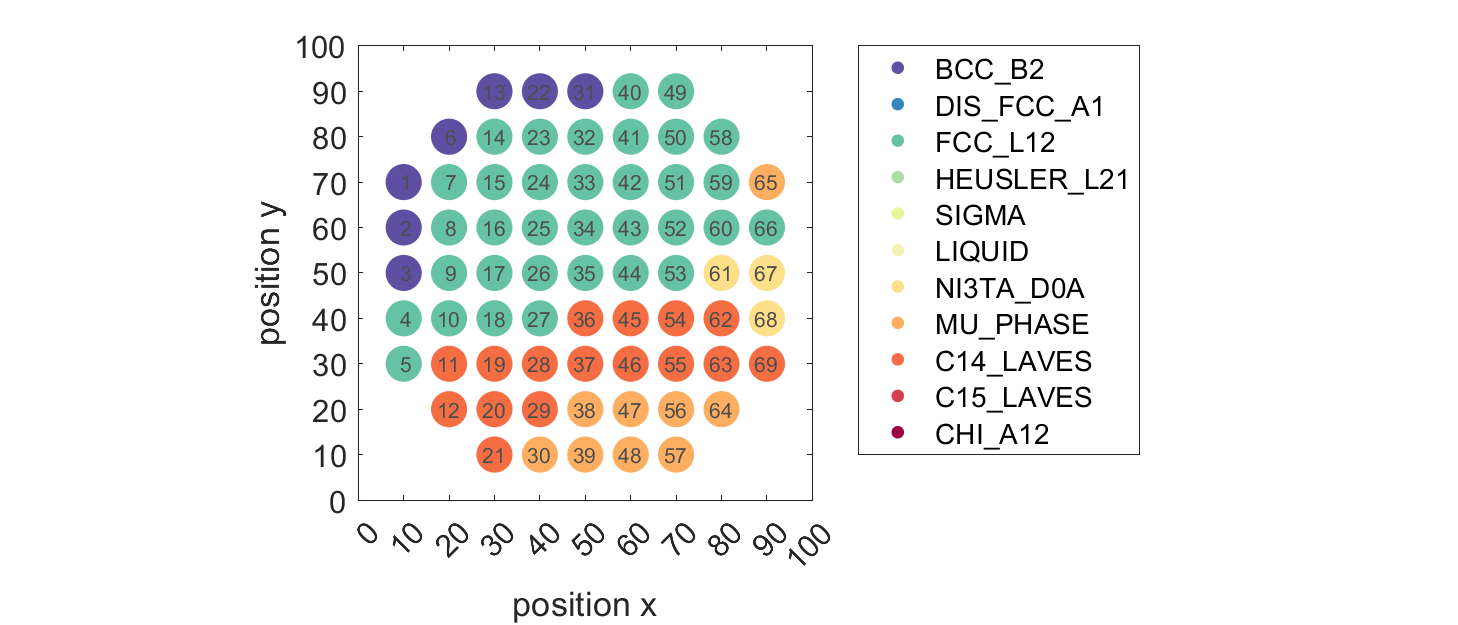 100
90
80
70
60
50
40
30
20
10
0
position y
13 22 31 40 49
6 14 23 32 41 50 58
1 7 15 24 33 42 51 59 65
2 8 16 25 34 43 52 60 66
3 9 17 26 35 44 53 61 67
4 10 18 27 36 45 54 62 68
5 11 19 28 37 46 55 63 69
12 20 29 38 47 56 64
21 30 39 48 57
0 10 20 30 40 50 60 70 80 90 100
position x
BCC_B2
DIS_FCC_A1
FCC_L12
HEUSLER_L21
SIGMA
LIQUID
NI3TA_D0A
MU_PHASE
C14_LAVES
C15_LAVES
CHI_A12